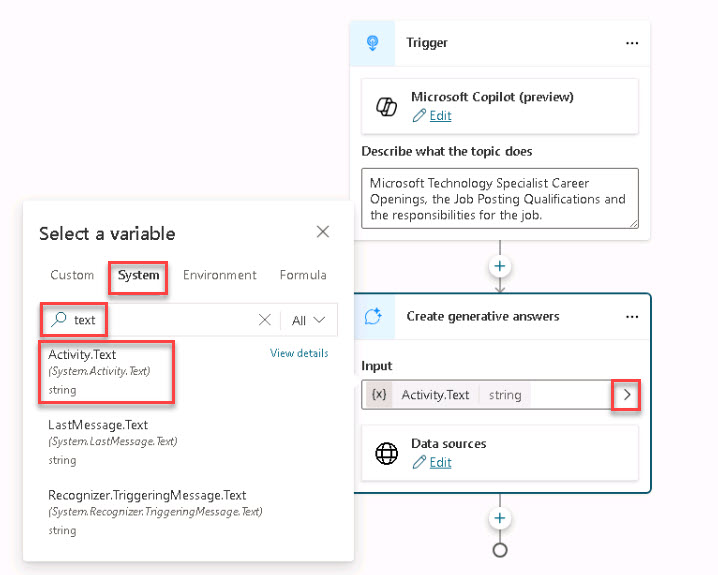 Trigger
...
Microsoft Copilot (preview)
Edit
Describe what the topic does
Microsoft Technology Specialist Career
Openings, the Job Posting Qualifications and
the responsibilities for the job.
Select a variable
Custom System Environment Formula
text All
Activity.Text View details
(System.Activity.Text)
string
LastMessage.Text
(System.LastMessage.Text)
string
Recognizer.TriggeringMessage.Text
(System.Recognizer.TriggeringMessage.Text)
string
Create generative answers
...
Input
{x} Activity.Text string
Data sources
Edit